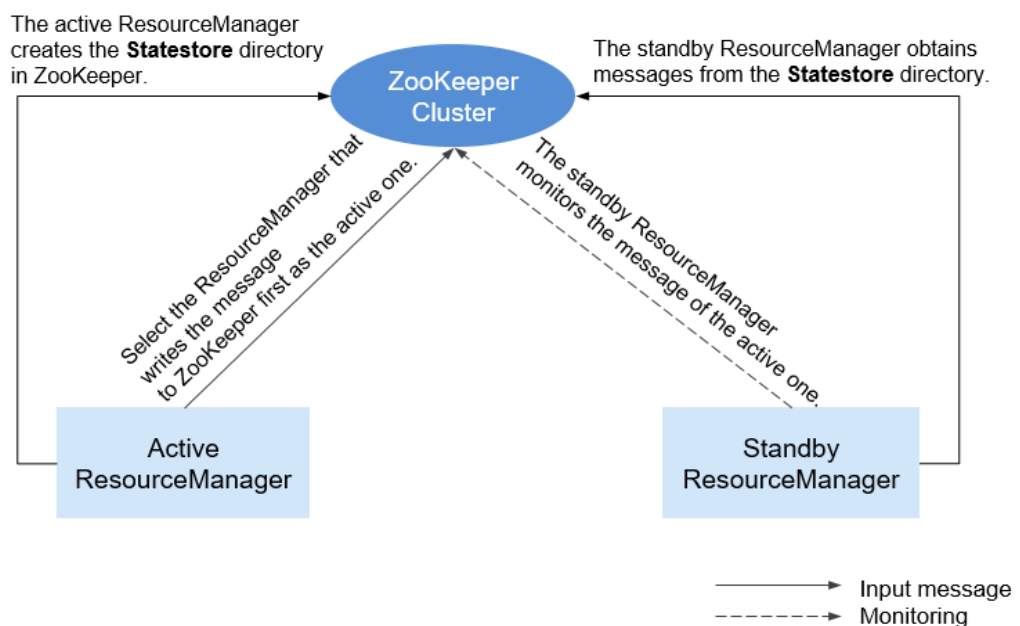 The active ResourceManager
creates the Statestore directory
in ZooKeeper.
The standby ResourceManager obtains
messages from the Statestore directory.
ZooKeeper
Cluster
Select the ResourceManager that
writes the message
to ZooKeeper first as the active one.
The standby ResourceManager
monitors the message of the active one.
Active
ResourceManager
Standby
ResourceManager
Input message
Monitoring